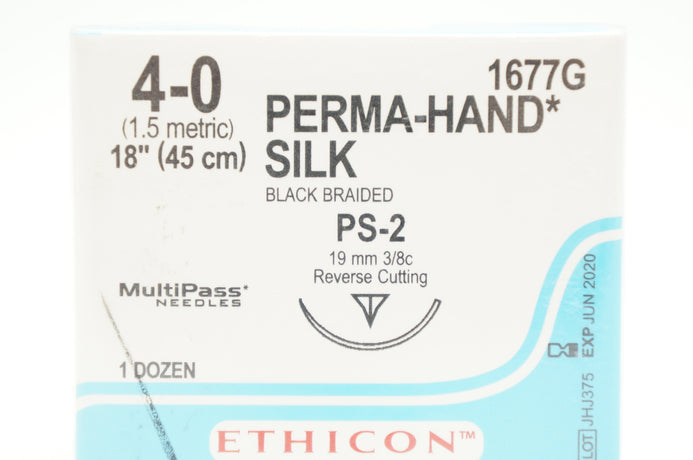 4-0
(1.5 metric)
18" (45 cm)
1677G
PERMA-HAND*
SILK
BLACK BRAIDED
PS-2
19 mm 3/8c
Reverse Cutting
MultiPass*
NEEDLES
1 DOZEN
ETHICON™
EXP JUN 2020
LOT JHJ375